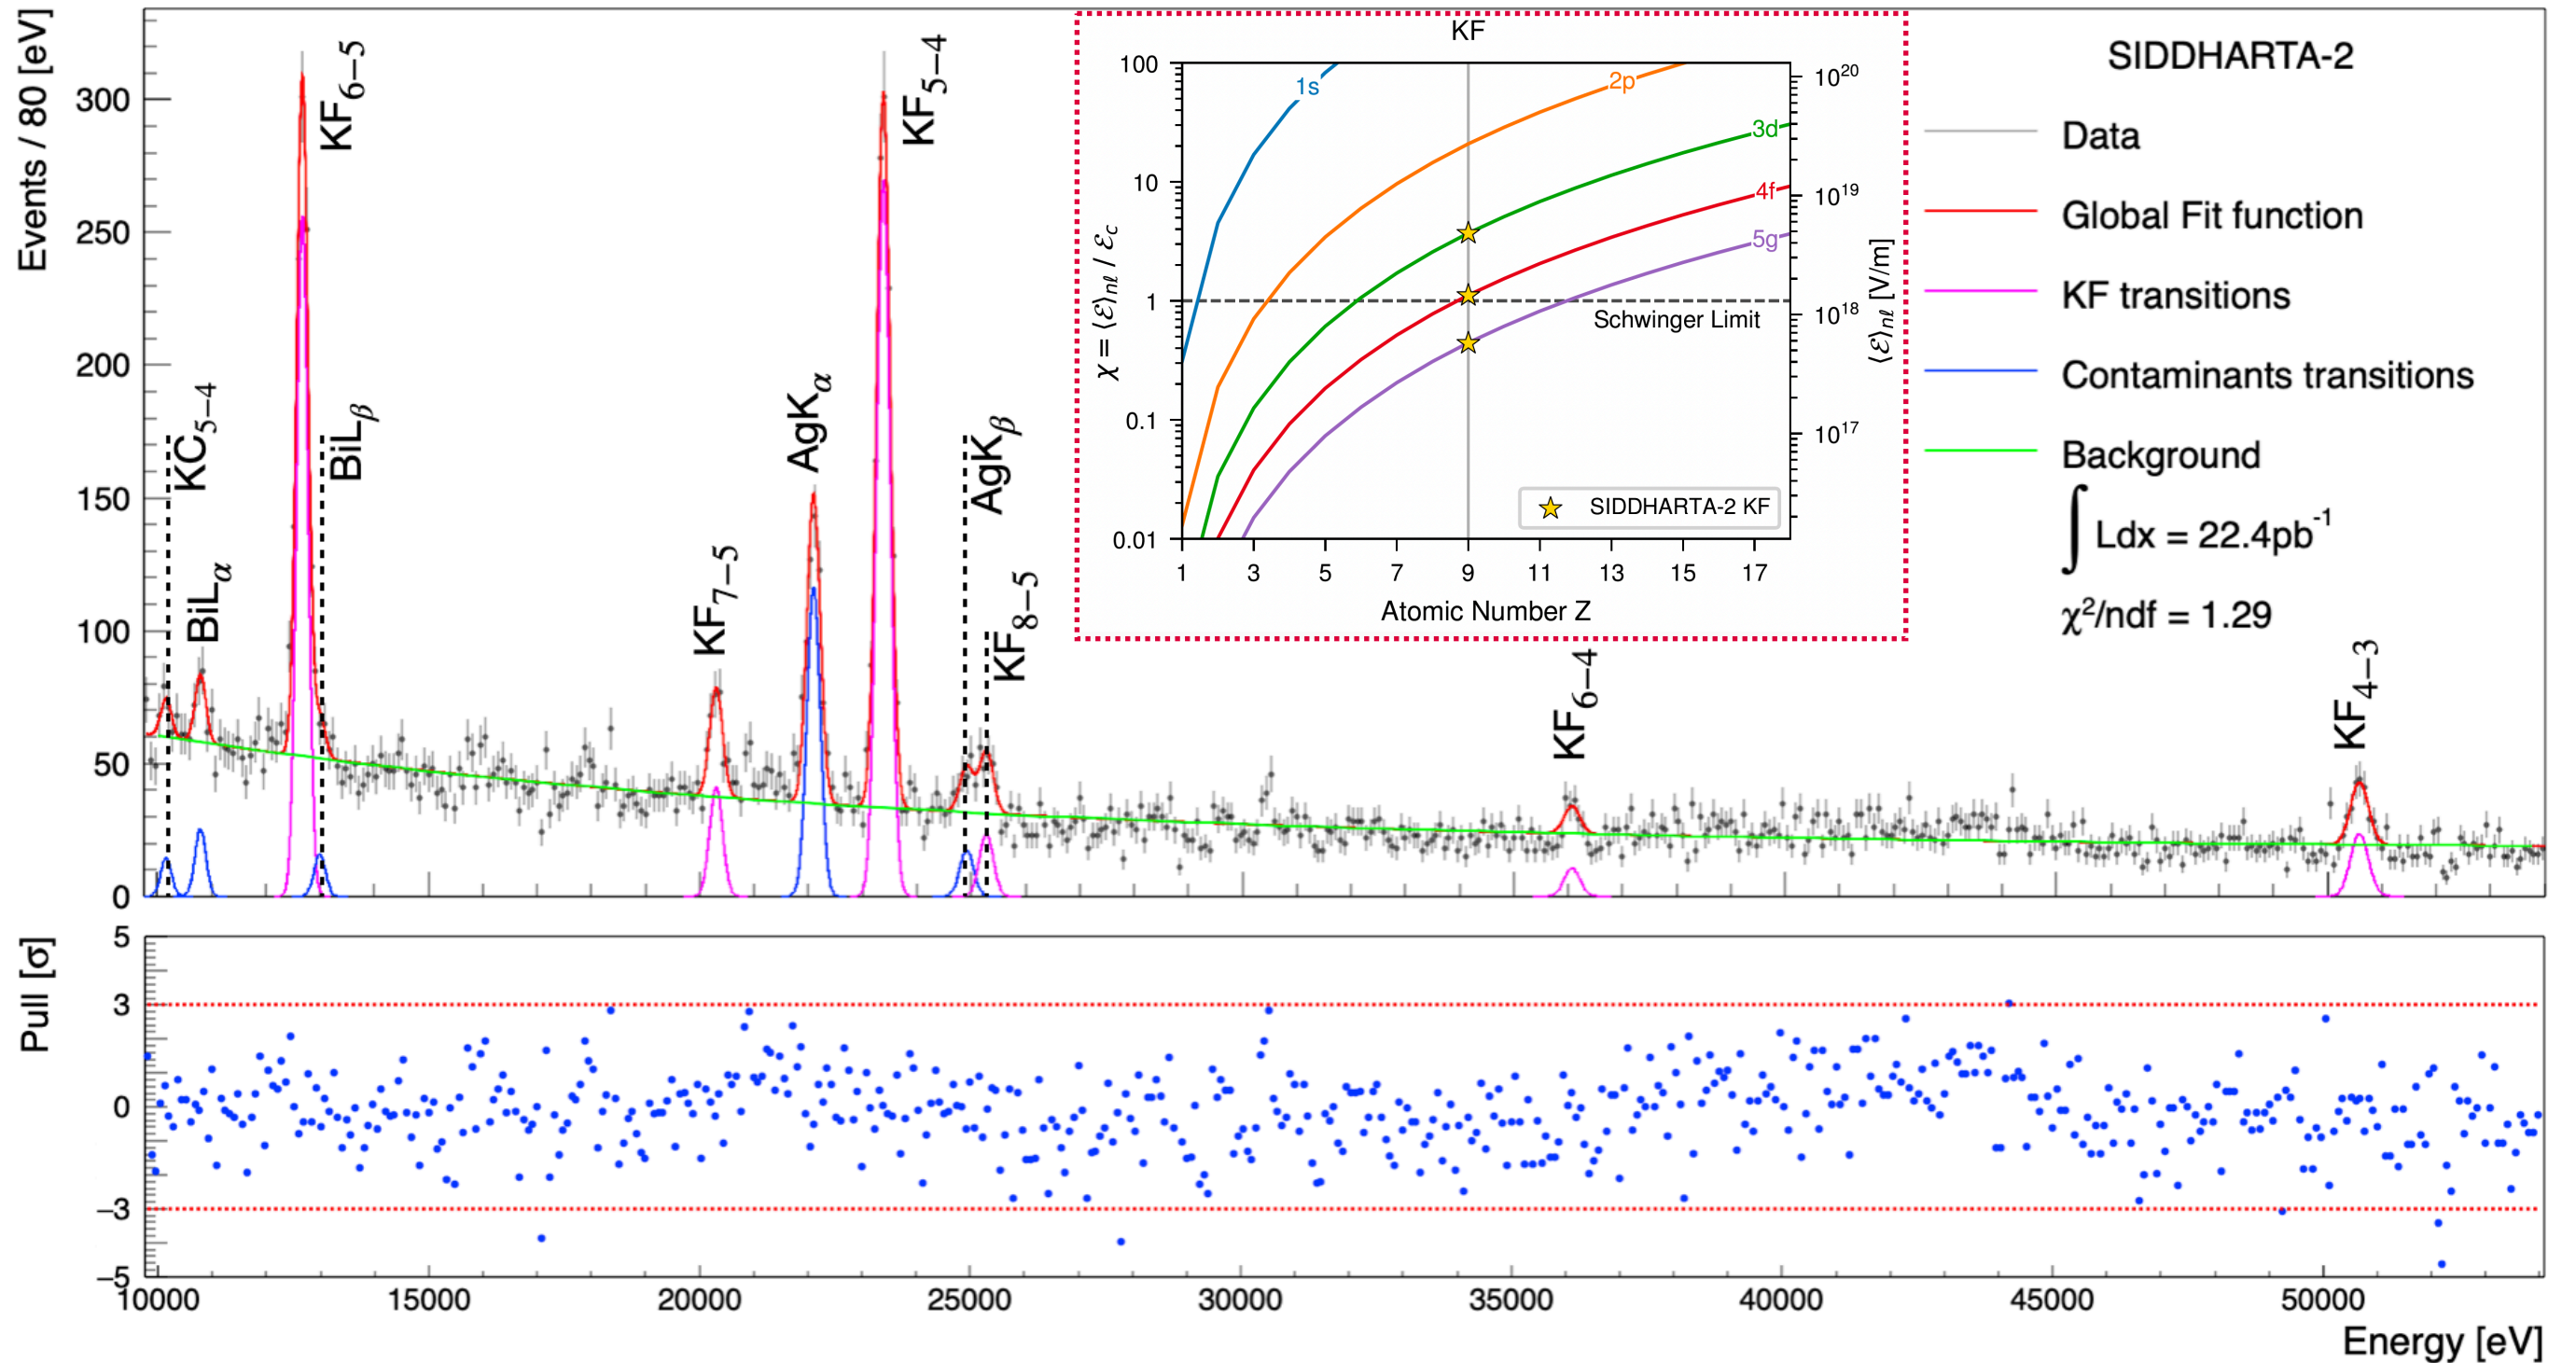 Events / 80 [eV]
300
250
200
150
100
50
0
KC5−4
BiLα
KF6−5
BiLβ
KF7−5
AgKα
KF5−4
AgKβ
KF8−5
KF6−4
KF4−3
KF
χ = ⟨ℰ⟩nℓ / ℰc
100
10
1
0.1
0.01
1s
2p
3d
4f
5g
Schwinger Limit
SIDDHARTA-2 KF
10²⁰
10¹⁹
10¹⁸
10¹⁷
⟨ℰ⟩nℓ [V/m]
1 3 5 7 9 11 13 15 17
Atomic Number Z
SIDDHARTA-2
Data
Global Fit function
KF transitions
Contaminants transitions
Background
∫ Ldx = 22.4pb⁻¹
χ²/ndf = 1.29
Pull [σ]
5
3
0
−3
−5
10000 15000 20000 25000 30000 35000 40000 45000 50000
Energy [eV]